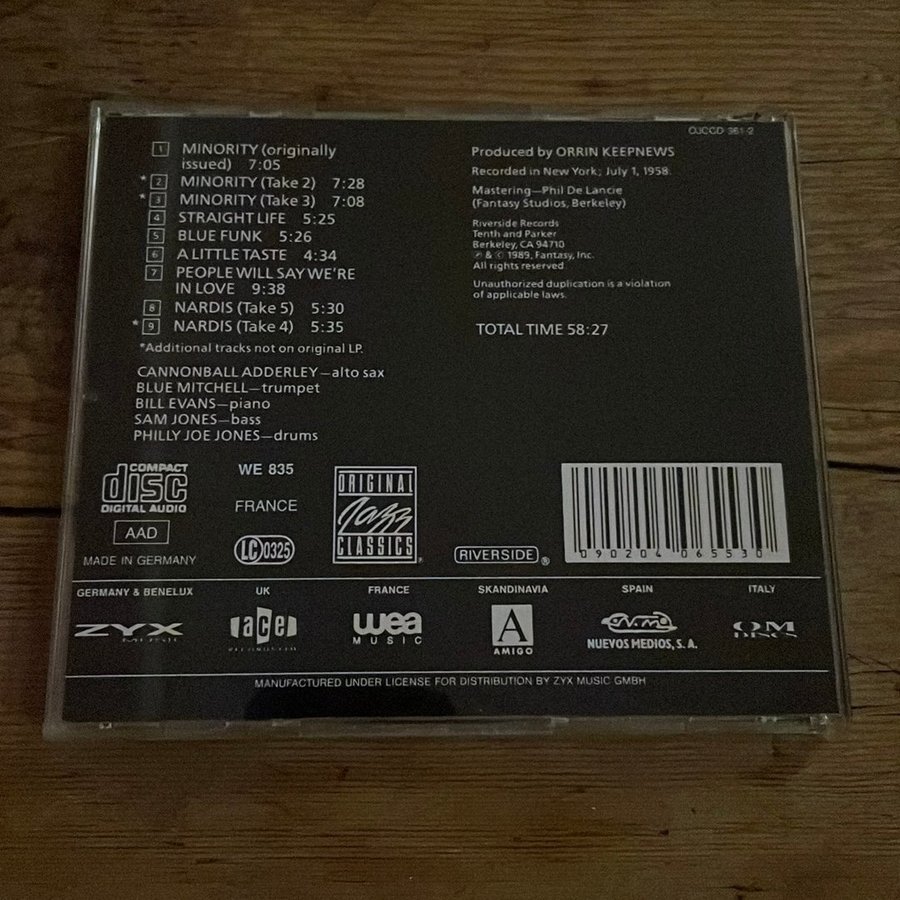 OJCCD 361-2
1 MINORITY (originally
issued) 7:05
*2 MINORITY (Take 2) 7:28
*3 MINORITY (Take 3) 7:08
4 STRAIGHT LIFE 5:25
5 BLUE FUNK 5:26
6 A LITTLE TASTE 4:34
7 PEOPLE WILL SAY WE'RE
IN LOVE 9:38
8 NARDIS (Take 5) 5:30
*9 NARDIS (Take 4) 5:35
*Additional tracks not on original LP.
CANNONBALL ADDERLEY—alto sax
BLUE MITCHELL—trumpet
BILL EVANS—piano
SAM JONES—bass
PHILLY JOE JONES—drums
Produced by ORRIN KEEPNEWS
Recorded in New York; July 1, 1958.
Mastering—Phil De Lancie
(Fantasy Studios, Berkeley)
Riverside Records
Tenth and Parker
Berkeley, CA 94710
℗ & © 1989, Fantasy, Inc.
All rights reserved
Unauthorized duplication is a violation
of applicable laws.
TOTAL TIME 58:27
COMPACT
disc
DIGITAL AUDIO
AAD
MADE IN GERMANY
WE 835
FRANCE
LC 0325
ORIGINAL
Jazz
CLASSICS®
RIVERSIDE®
090204 065530
GERMANY & BENELUX
ZYX
MUSIC
UK
ace
RECORDS LTD
FRANCE
wea
MUSIC
SKANDINAVIA
A
AMIGO
SPAIN
N.M.
NUEVOS MEDIOS, S.A.
ITALY
OM
DISCS
MANUFACTURED UNDER LICENSE FOR DISTRIBUTION BY ZYX MUSIC GMBH